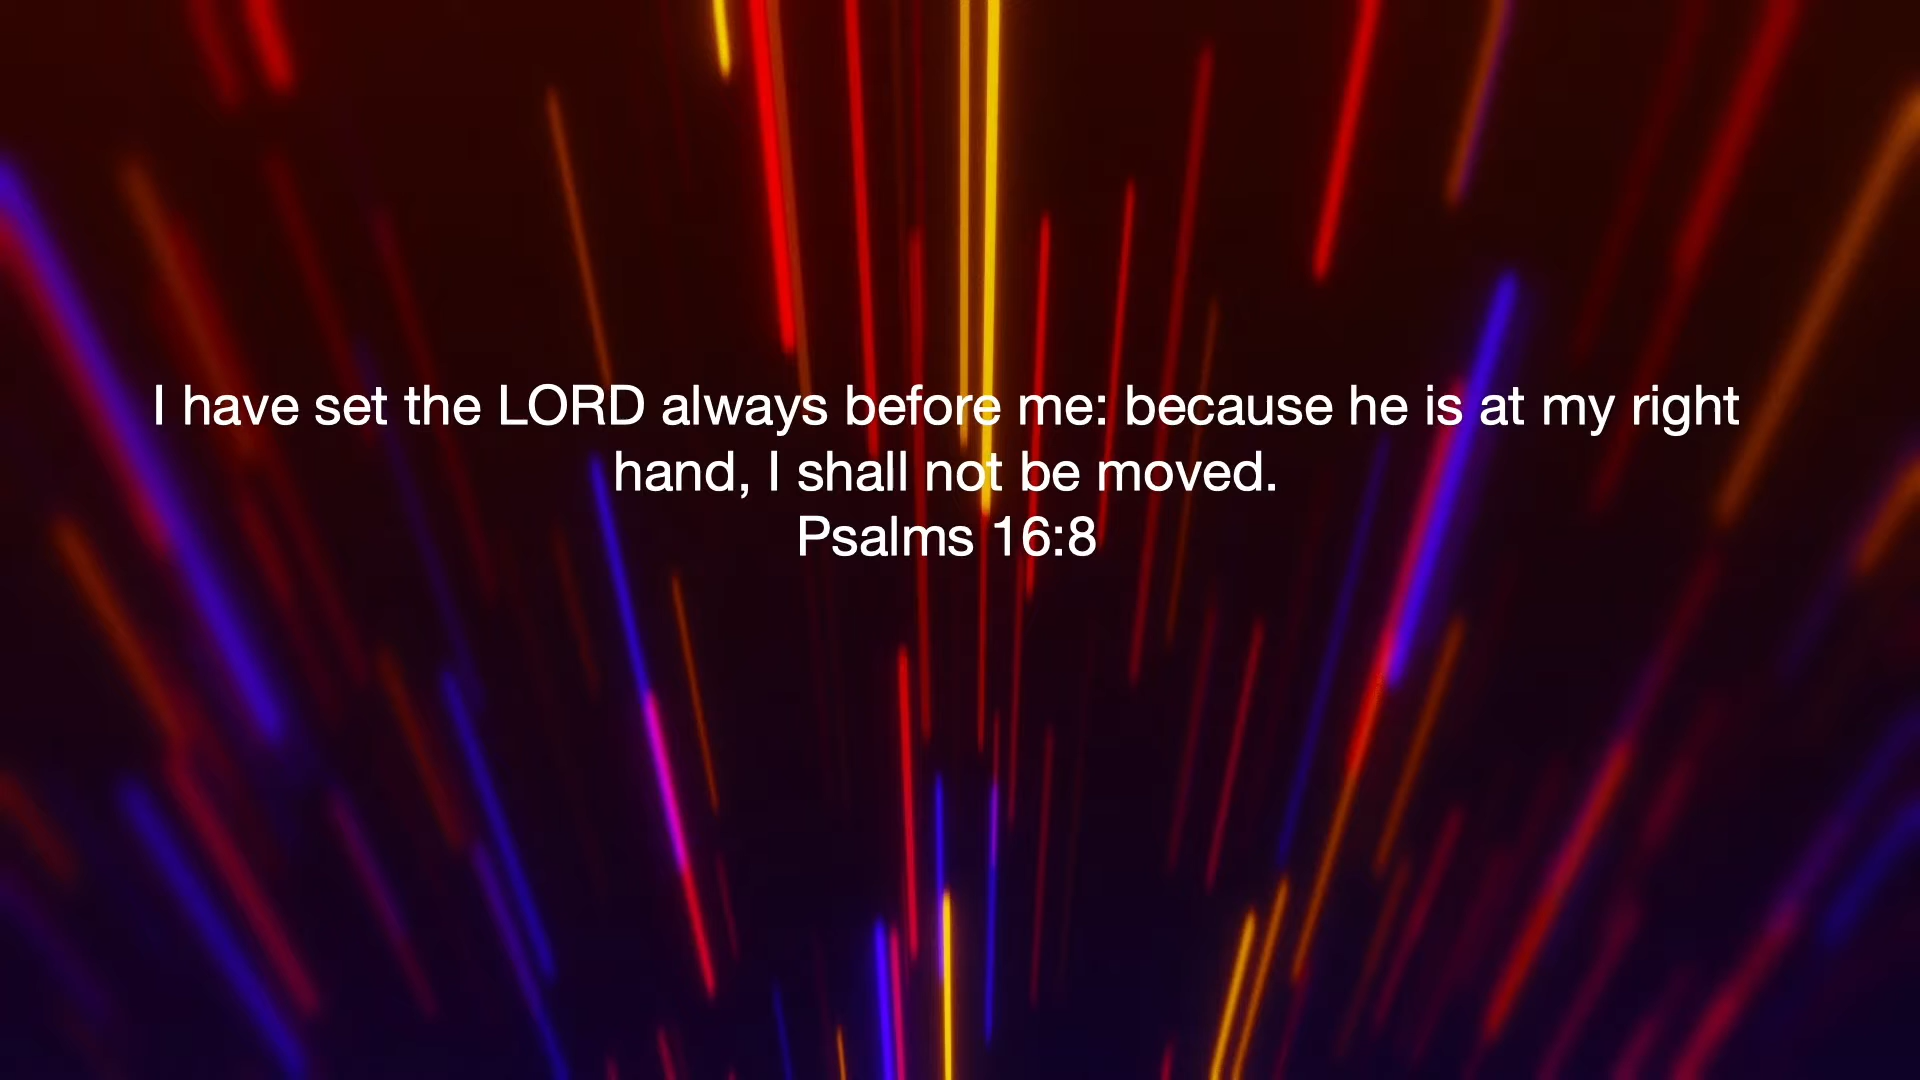 I have set the LORD always before me: because he is at my right
hand, I shall not be moved.
Psalms 16:8